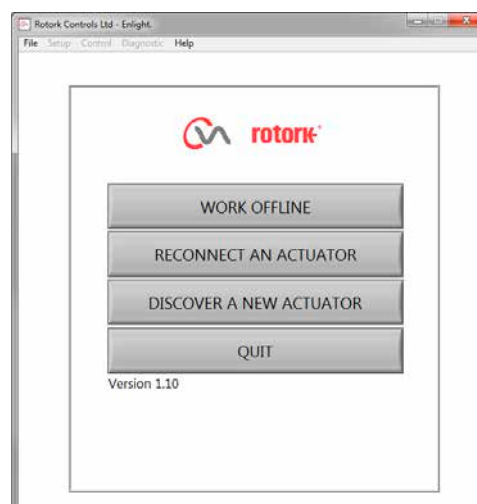 Rotork Controls Ltd - Enlight.
File Setup Control Diagnostic Help
rotork
WORK OFFLINE
RECONNECT AN ACTUATOR
DISCOVER A NEW ACTUATOR
QUIT
Version 1.10